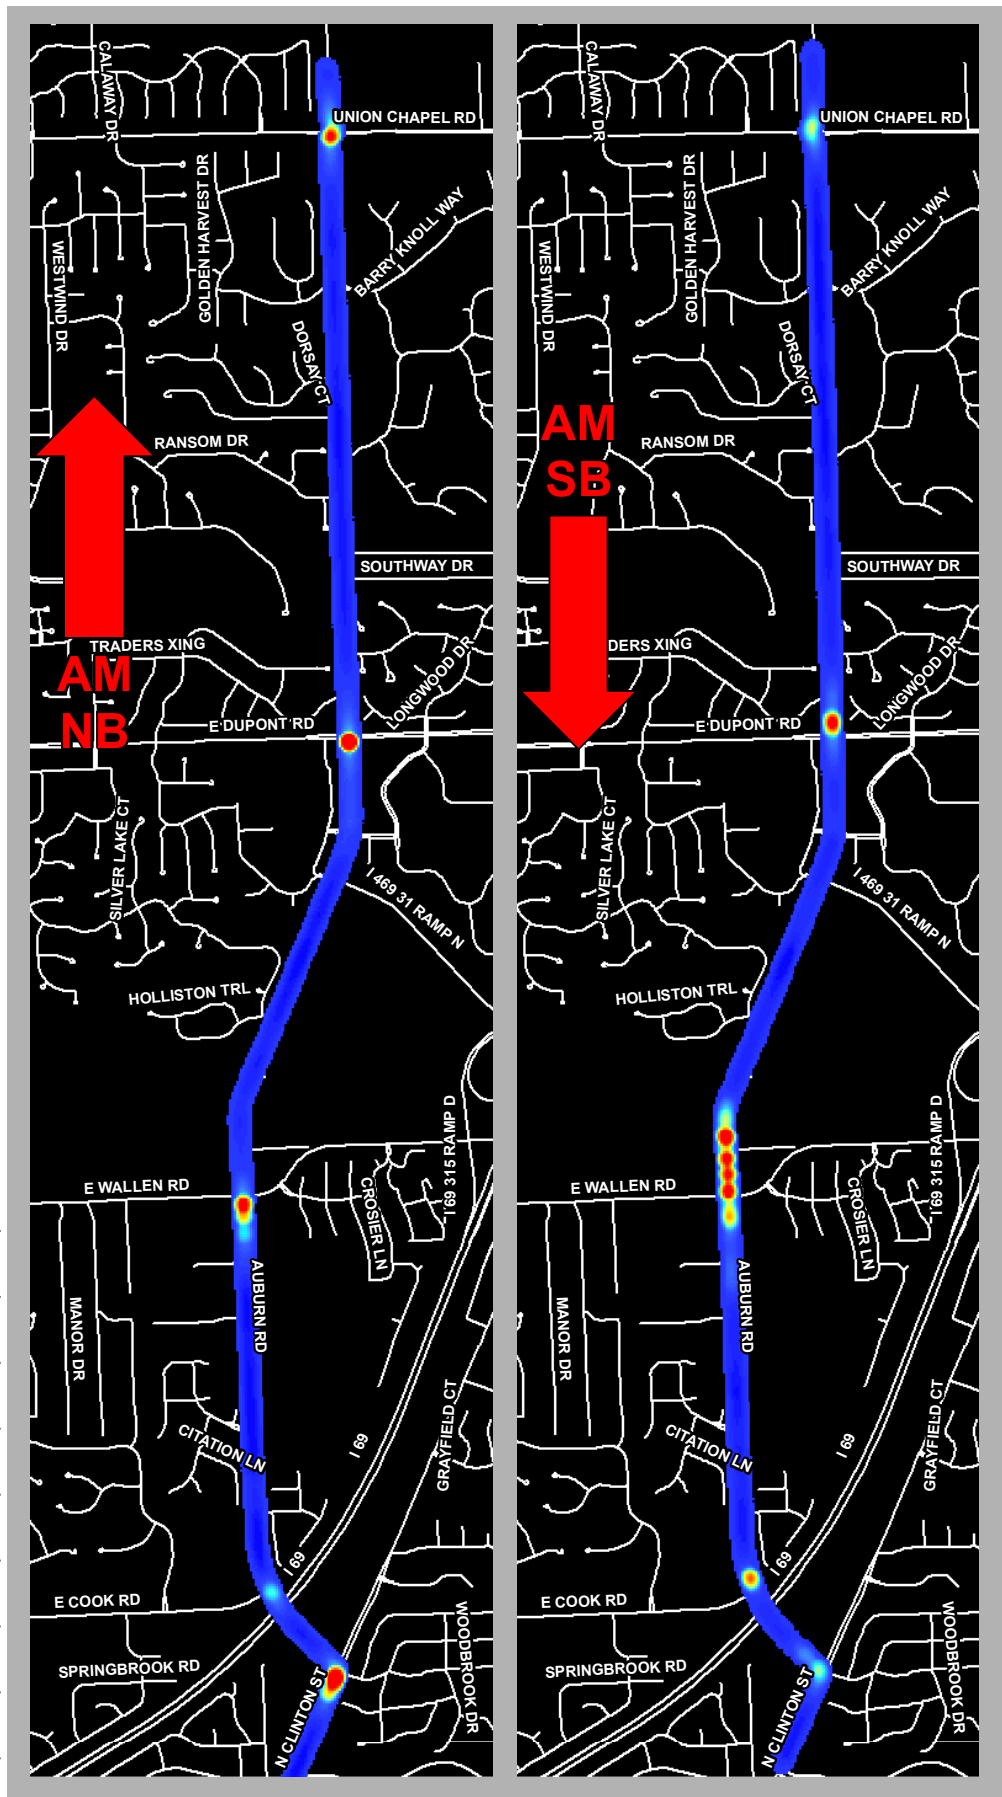 CALAWAY DR
UNION CHAPEL RD
GOLDEN HARVEST DR
BARRY KNOLL WAY
WESTWIND DR
DORSAY CT
RANSOM DR
SOUTHWAY DR
TRADERS XING
AM
NB
LONGWOOD DR
E DUPONT RD
SILVER LAKE CT
I 469 31 RAMP N
HOLLISTON TRL
I 69 315 RAMP D
E WALLEN RD
CROSIER LN
AUBURN RD
MANOR DR
GRAYFIELD CT
CITATION LN
I 69
I 69
E COOK RD
WOODBROOK DR
SPRINGBROOK RD
N CLINTON ST
CALAWAY DR
UNION CHAPEL RD
GOLDEN HARVEST DR
BARRY KNOLL WAY
WESTWIND DR
DORSAY CT
AM
SB
RANSOM DR
SOUTHWAY DR
DERS XING
LONGWOOD DR
E DUPONT RD
SILVER LAKE CT
I 469 31 RAMP N
HOLLISTON TRL
I 69 315 RAMP D
E WALLEN RD
CROSIER LN
AUBURN RD
MANOR DR
GRAYFIELD CT
CITATION LN
I 69
I 69
E COOK RD
WOODBROOK DR
SPRINGBROOK RD
N CLINTON ST